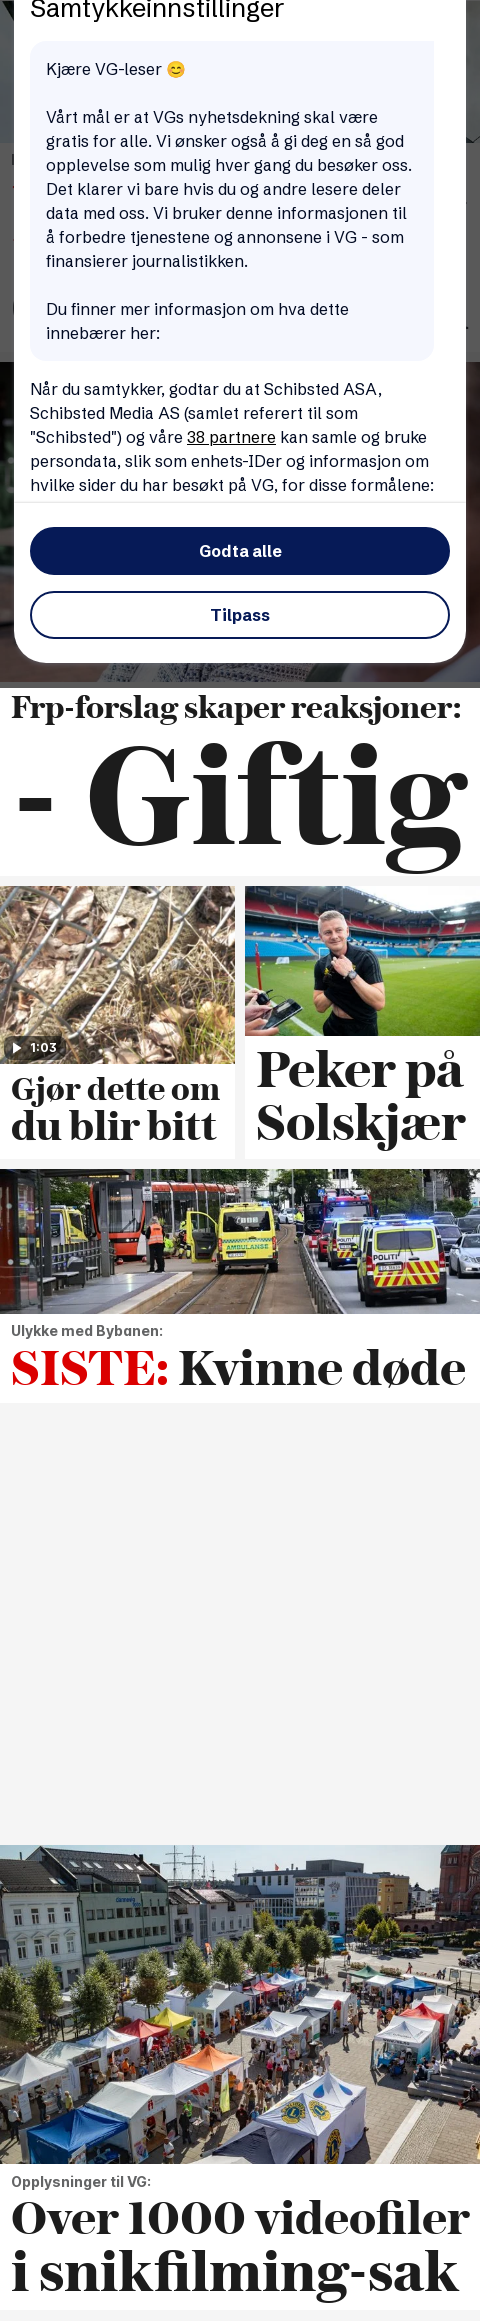 Samtykkeinnstillinger
Kjære VG-leser 😊
Vårt mål er at VGs nyhetsdekning skal være
gratis for alle. Vi ønsker også å gi deg en så god
opplevelse som mulig hver gang du besøker oss.
Det klarer vi bare hvis du og andre lesere deler
data med oss. Vi bruker denne informasjonen til
å forbedre tjenestene og annonsene i VG - som
finansierer journalistikken.
Du finner mer informasjon om hva dette
innebærer her:
Når du samtykker, godtar du at Schibsted ASA,
Schibsted Media AS (samlet referert til som
"Schibsted") og våre 38 partnere kan samle og bruke
persondata, slik som enhets-IDer og informasjon om
hvilke sider du har besøkt på VG, for disse formålene:
Godta alle
Tilpass
Frp-forslag skaper reaksjoner:
- Giftig
1:03
Gjør dette om
du blir bitt
Peker på
Solskjær
AMBULANSE
POLITI
POLITI
Ulykke med Bybanen:
SISTE: Kvinne døde
Opplysninger til VG:
Over 1000 videofiler
i snikfilming-sak